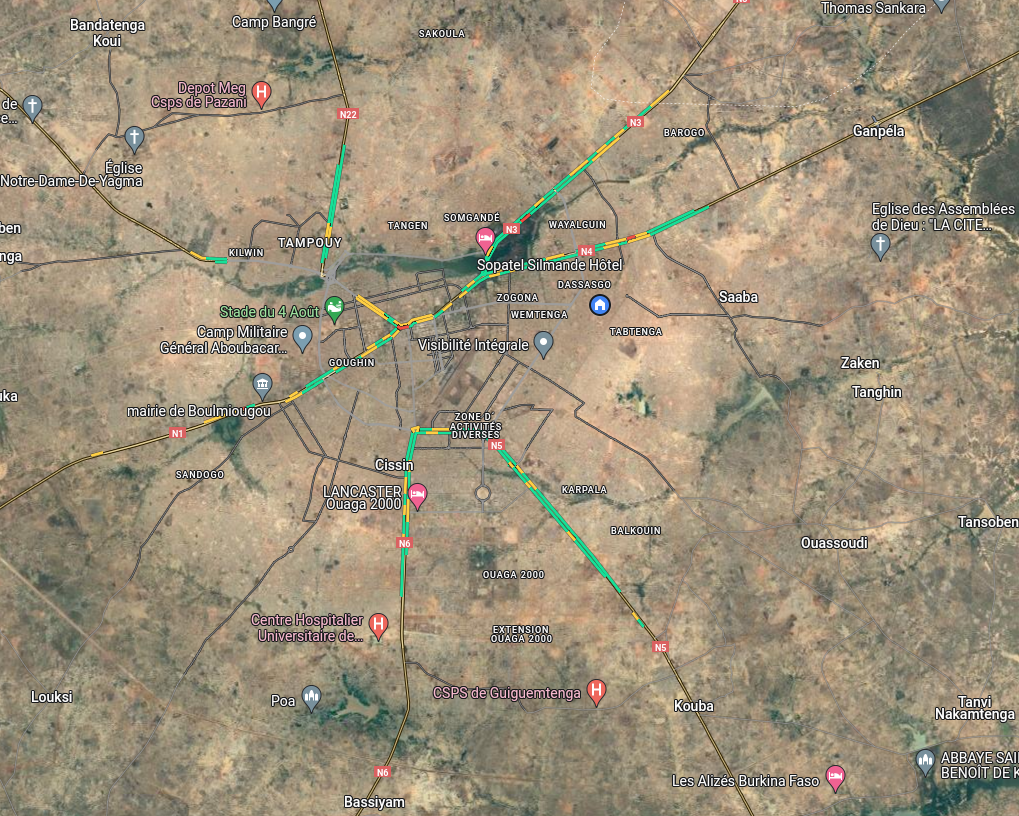 N3
Thomas Sankara
Camp Bangré
Bandatenga
Koui
SAKOULA
Depot Meg
Csps de Pazani
de
e...
N22
N3
BAROGO
Ganpéla
Église
Notre-Dame-De-Yagma
Eglise des Assemblées
de Dieu : "LA CITÉ...
ben
SOMGANDÉ
TANGEN
N3
WAYALGUIN
TAMPOUY
KILWIN
N4
nga
Sopatel Silmande Hôtel
DASSASGO
ZOGONA
Saaba
Stade du 4 Août
WEMTENGA
TABTENGA
Camp Militaire
Général Aboubacar...
Visibilité Intégrale
GOUGHIN
Zaken
Tanghin
uka
mairie de Boulmiougou
ZONE D'
ACTIVITÉS
DIVERSES
N1
N5
Cissin
SANDOGO
LANCASTER
Ouaga 2000
KARPALA
Tansoben
BALKOUIN
N6
Ouassoudi
OUAGA 2000
Centre Hospitalier
Universitaire de...
EXTENSION
OUAGA 2000
N5
CSPS de Guiguemtenga
Louksi
Poa
Kouba
Tanvi
Nakamtenga
ABBAYE SAI
BENOIT DE K
N6
Les Alizés Burkina Faso
Bassiyam